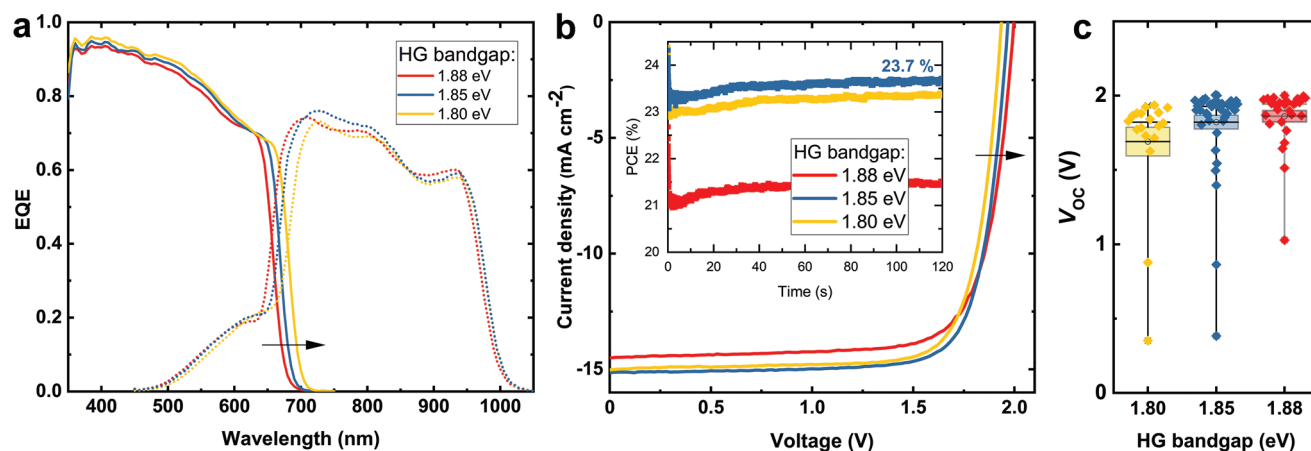 a
1.0
0.8
0.6
0.4
0.2
0.0
EQE
HG bandgap:
1.88 eV
1.85 eV
1.80 eV
400 500 600 700 800 900 1000
Wavelength (nm)
b
0
-5
-10
-15
Current density (mA cm⁻²)
24
23
22
21
20
PCE (%)
23.7 %
HG bandgap:
1.88 eV
1.85 eV
1.80 eV
0 20 40 60 80 100 120
Time (s)
0 0.5 1.0 1.5 2.0
Voltage (V)
c
2
1
0
VOC (V)
1.80 1.85 1.88
HG bandgap (eV)